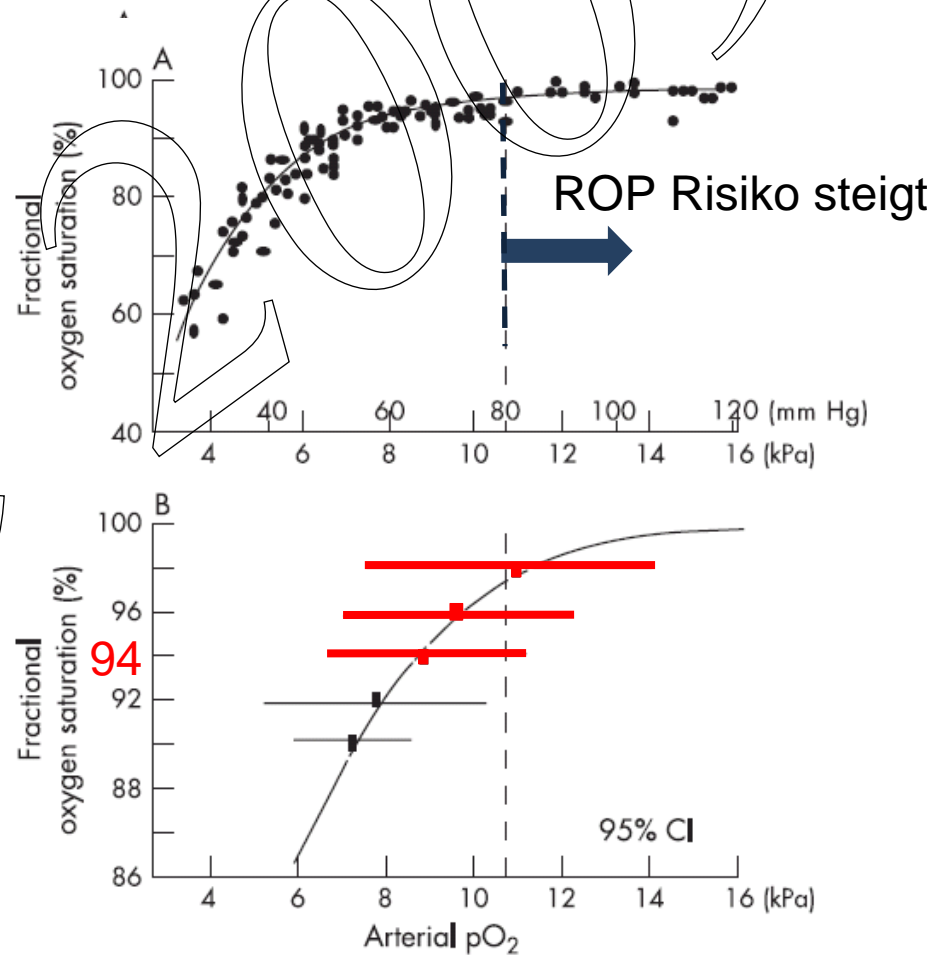 A
100
80
60
40
Fractional
oxygen saturation (%)
ROP Risiko steigt
40 60 80 100 120 (mm Hg)
4 6 8 10 12 14 16 (kPa)
B
100
96
94
92
88
86
Fractional
oxygen saturation (%)
95% CI
4 6 8 10 12 14 16 (kPa)
Arterial pO₂